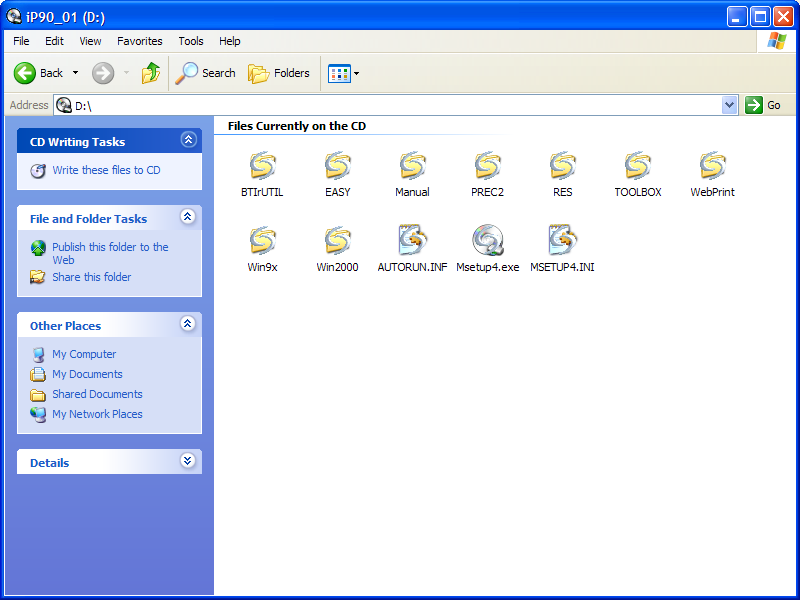 iP90_01 (D:)
File Edit View Favorites Tools Help
Back Search Folders
Address D:\ Go
CD Writing Tasks
Write these files to CD
File and Folder Tasks
Publish this folder to the
Web
Share this folder
Other Places
My Computer
My Documents
Shared Documents
My Network Places
Details
Files Currently on the CD
BTIrUTIL EASY Manual PREC2 RES TOOLBOX WebPrint
Win9x Win2000 AUTORUN.INF Msetup4.exe MSETUP4.INI